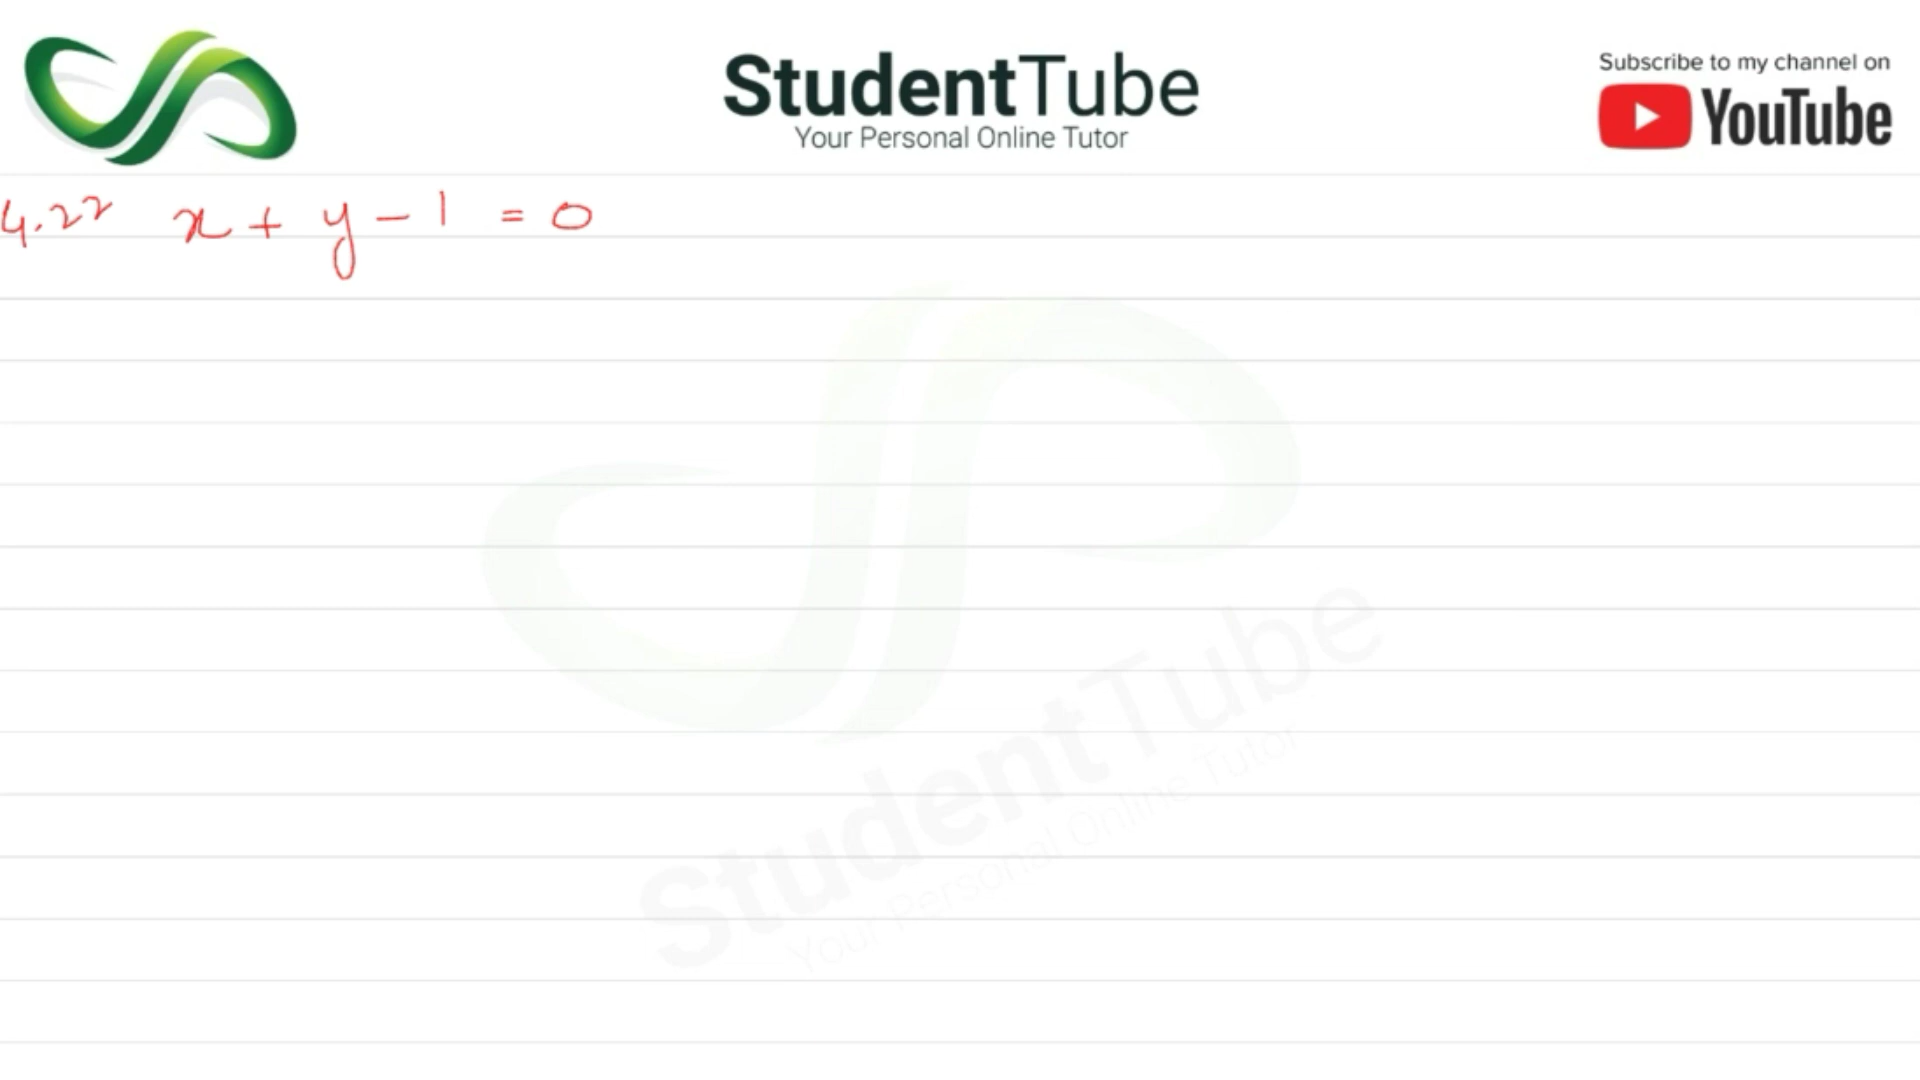 StudentTube
Your Personal Online Tutor
Subscribe to my channel on
YouTube
4.22 x + y - 1 = 0
StudentTube
Your Personal Online Tutor